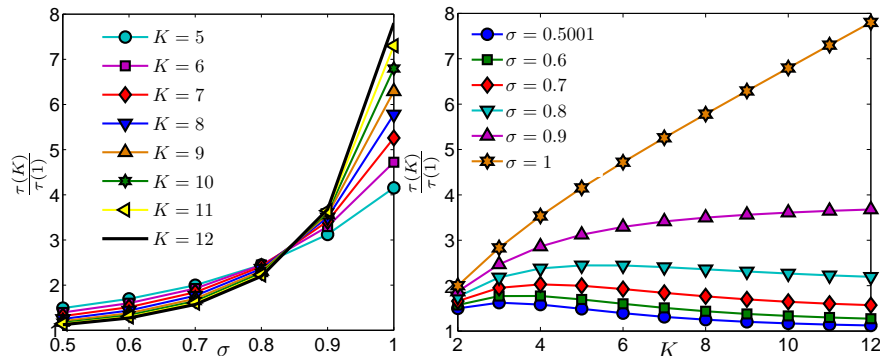 8
7
6
5
4
3
2
1
τ(K)
τ(1)
K = 5
K = 6
K = 7
K = 8
K = 9
K = 10
K = 11
K = 12
0.5 0.6 0.7 0.8 0.9 1
σ
8
7
6
5
4
3
2
1
τ(K)
τ(1)
σ = 0.5001
σ = 0.6
σ = 0.7
σ = 0.8
σ = 0.9
σ = 1
2 4 6 8 10 12
K